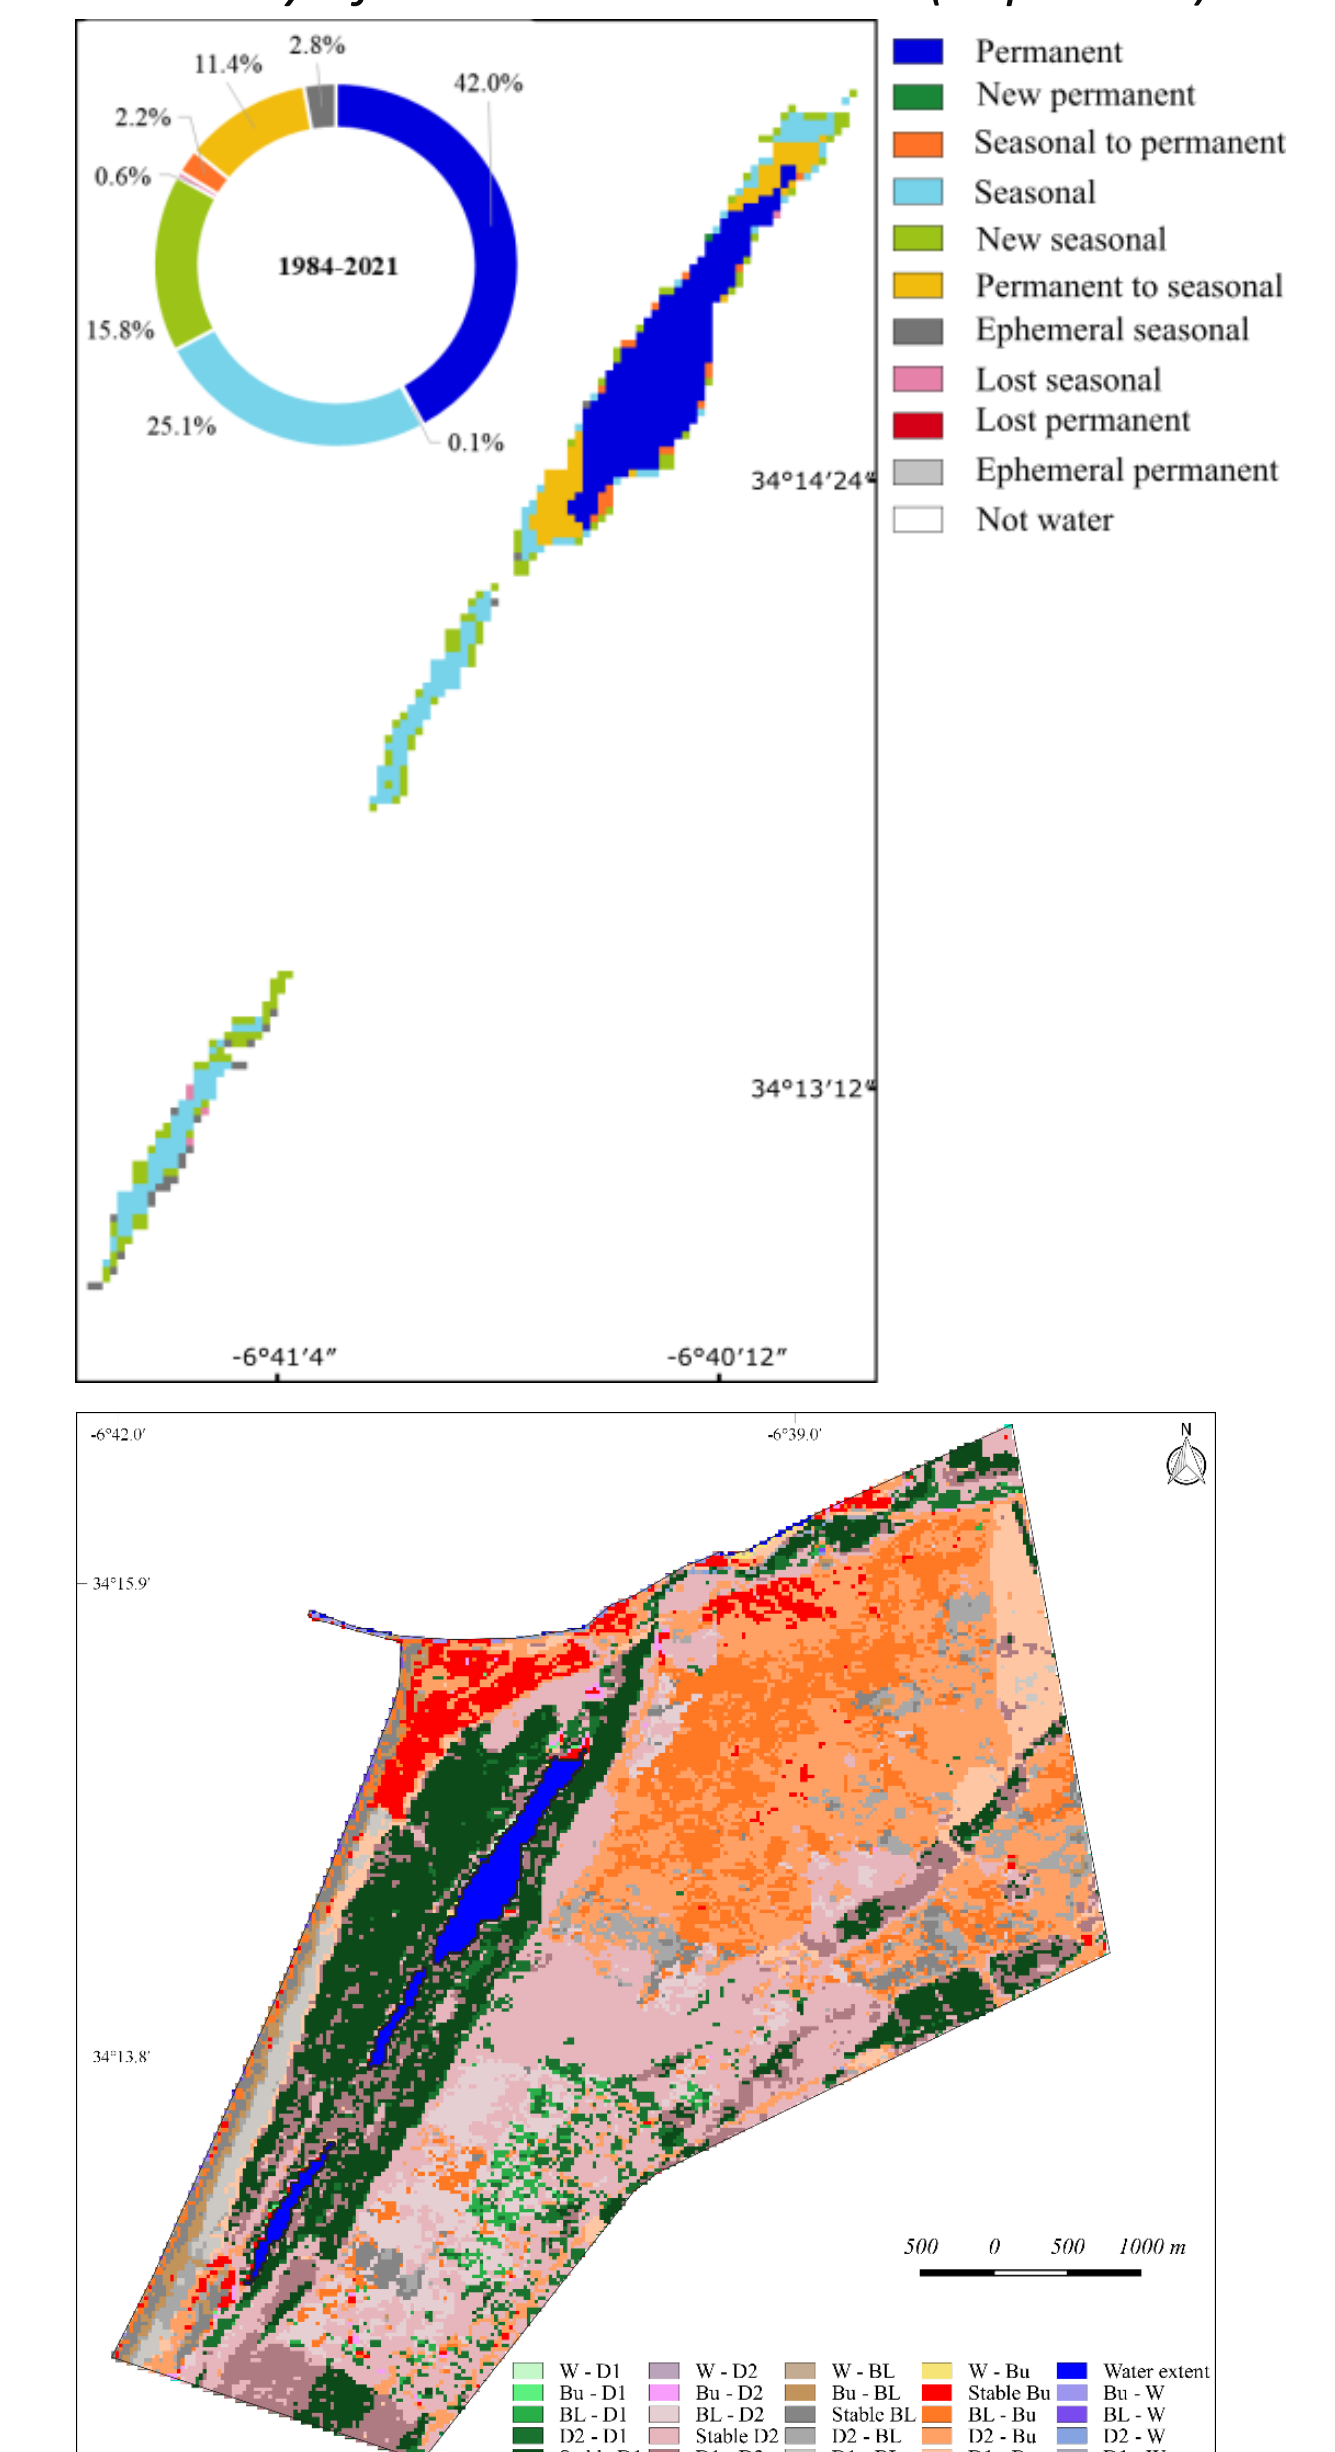 2.8%
11.4%
42.0%
2.2%
0.6%
1984-2021
15.8%
25.1%
0.1%
Permanent
New permanent
Seasonal to permanent
Seasonal
New seasonal
Permanent to seasonal
Ephemeral seasonal
Lost seasonal
Lost permanent
Ephemeral permanent
Not water
34°14′24″
34°13′12″
-6°41′4″
-6°40′12″
-6°42.0'
-6°39.0'
N
34°15.9'
34°13.8'
500 0 500 1000 m
W - D1 W - D2 W - BL W - Bu Water extent
Bu - D1 Bu - D2 Bu - BL Stable Bu Bu - W
BL - D1 BL - D2 Stable BL BL - Bu BL - W
D2 - D1 Stable D2 D2 - BL D2 - Bu D2 - W